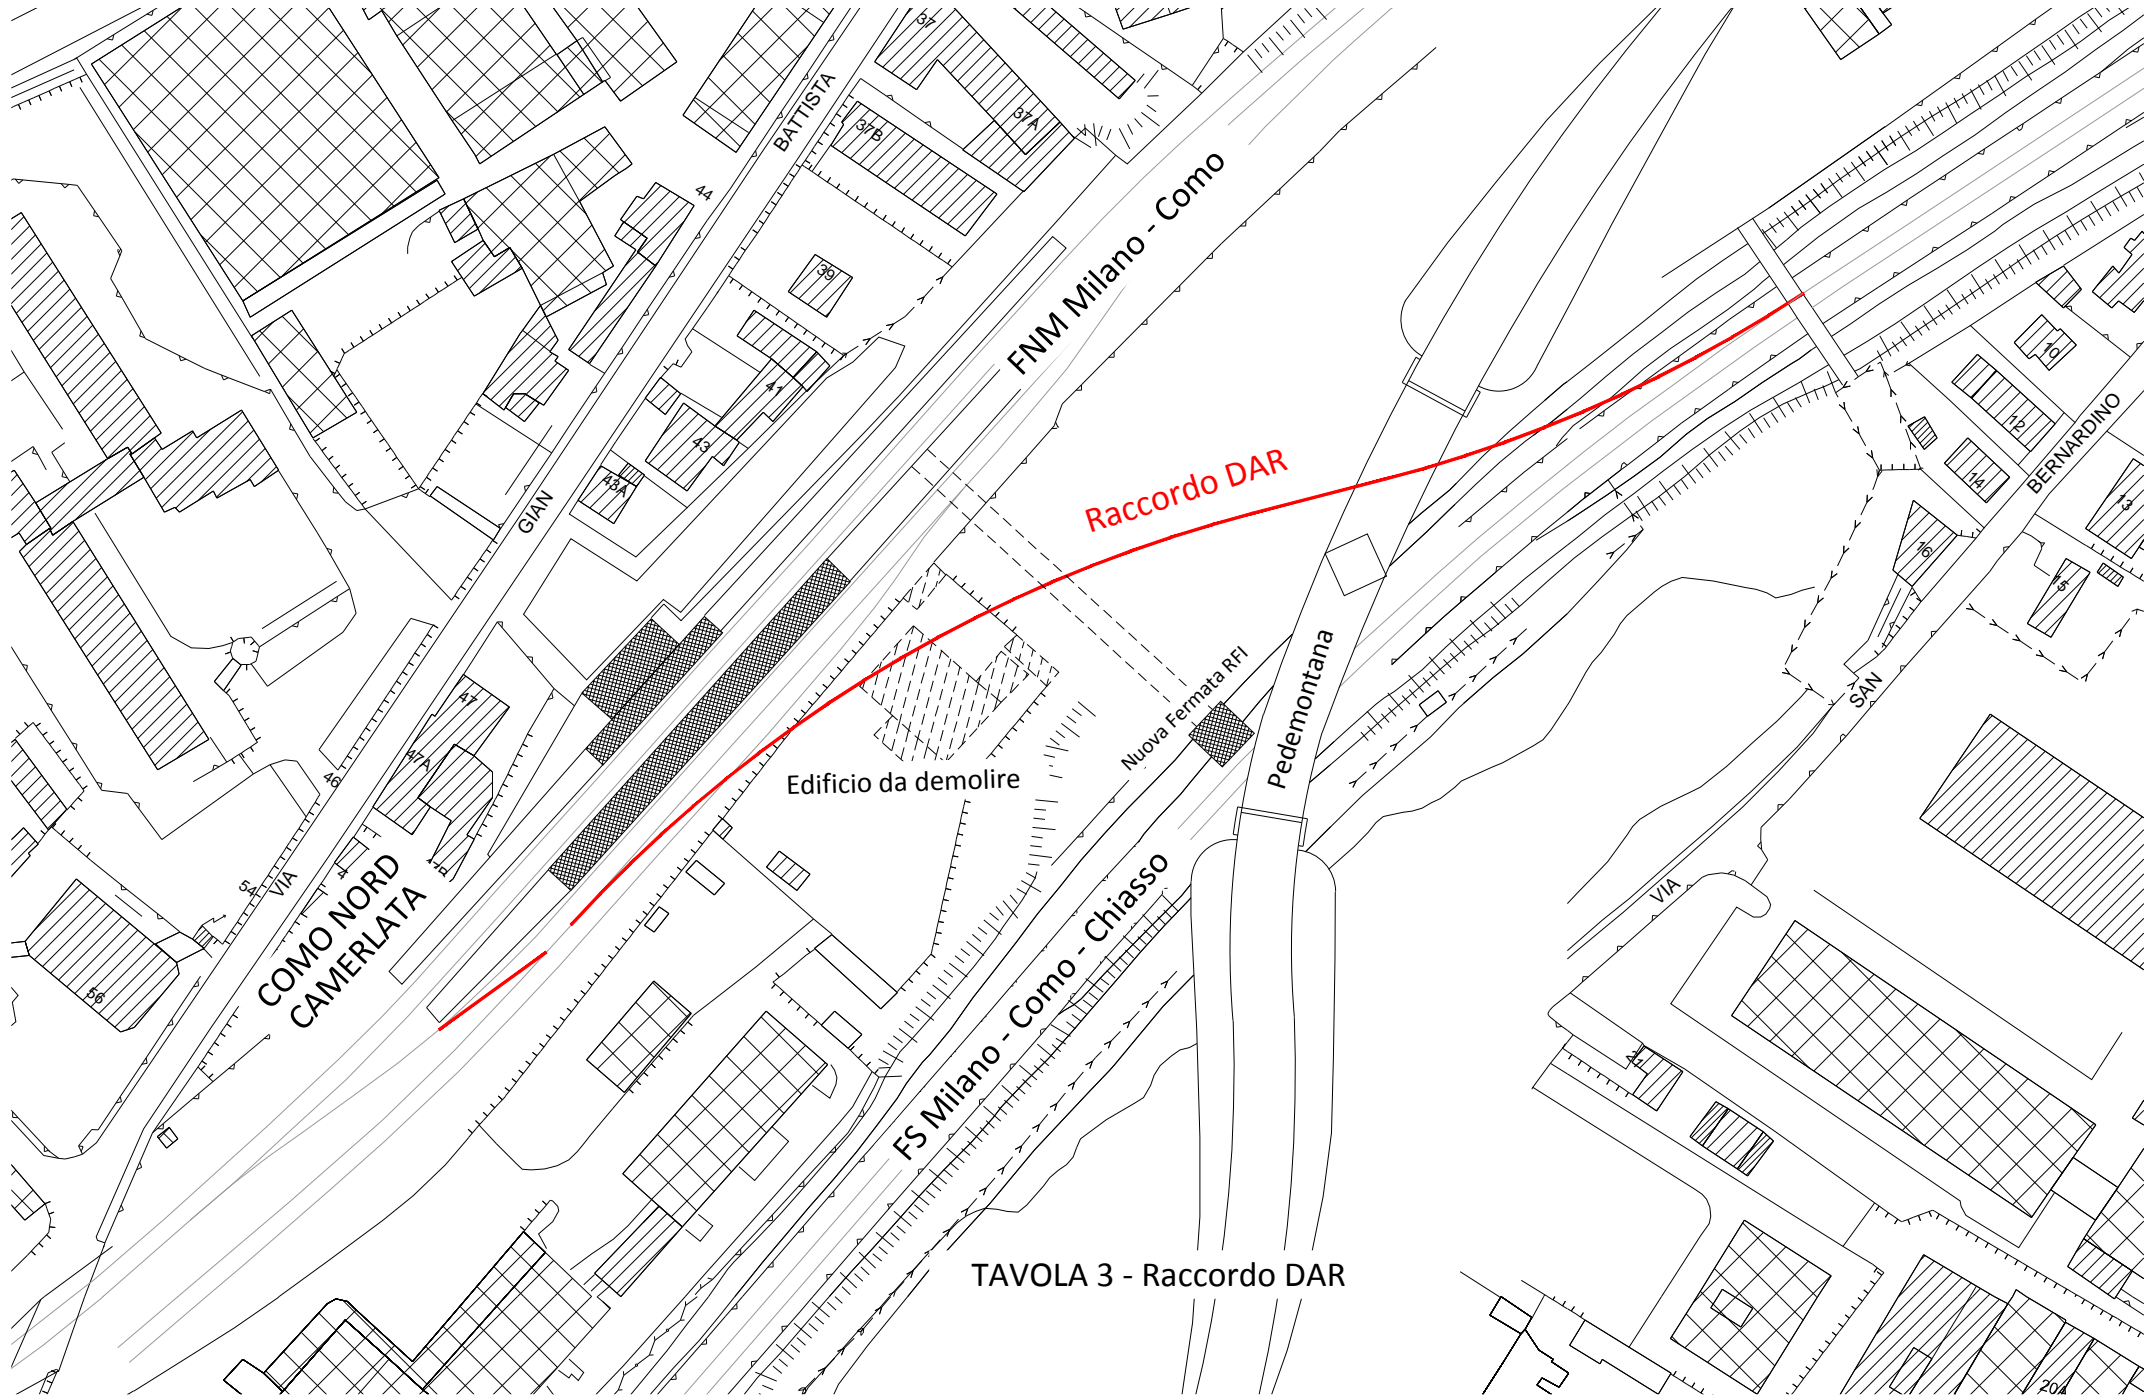 37
37A
37B
BATTISTA
44
39
FNM Milano - Como
41
43
43A
GIAN
10
12
14
BERNARDINO
13
16
15
Raccordo DAR
SAN
Nuova Fermata RFI
Pedemontana
47
47A
46
Edificio da demolire
54
VIA
COMO NORD
CAMERLATA
56
FS Milano - Como - Chiasso
VIA
21
TAVOLA 3 - Raccordo DAR
20A